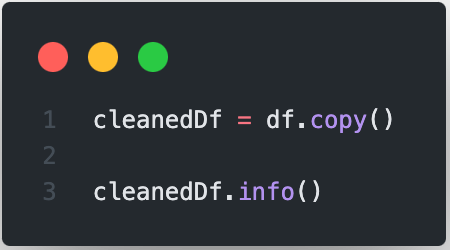 1 cleanedDf = df.copy()
2
3 cleanedDf.info()